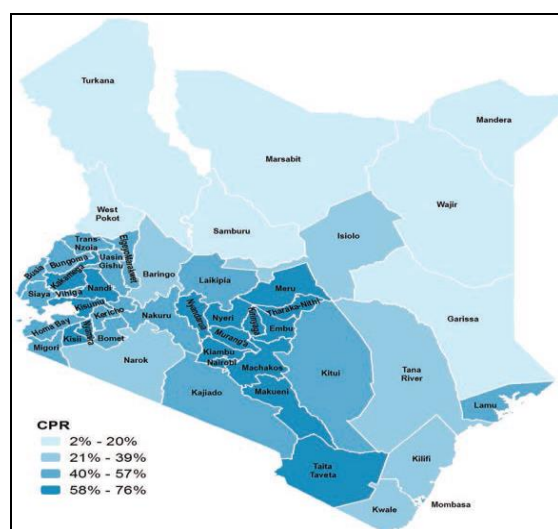 Turkana
Mandera
Marsabit
Wajir
West
Pokot
Samburu
Isiolo
Trans-
Nzoia
Elgeyo-Marakwet
Bungoma
Uasin
Gishu
Busia
Kakamega
Baringo
Laikipia
Meru
Siaya
Vihiga
Nandi
Garissa
Kisumu
Kericho
Nakuru
Nyandarua
Nyeri
Kirinyaga
Tharaka-Nithi
Embu
Homa Bay
Nyamira
Kisii
Bomet
Murang'a
Migori
Kiambu
Nairobi
Machakos
Kitui
Tana
River
Narok
Kajiado
Makueni
Lamu
CPR
2% - 20%
21% - 39%
40% - 57%
58% - 76%
Taita
Taveta
Kilifi
Mombasa
Kwale